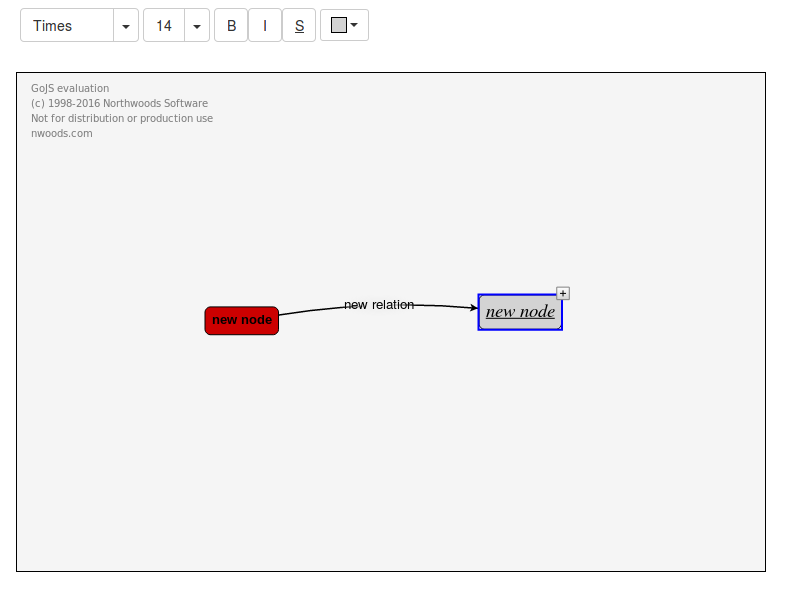 Times 14 B I S
GoJS evaluation
(c) 1998-2016 Northwoods Software
Not for distribution or production use
nwoods.com
new relation
+
new node
new node